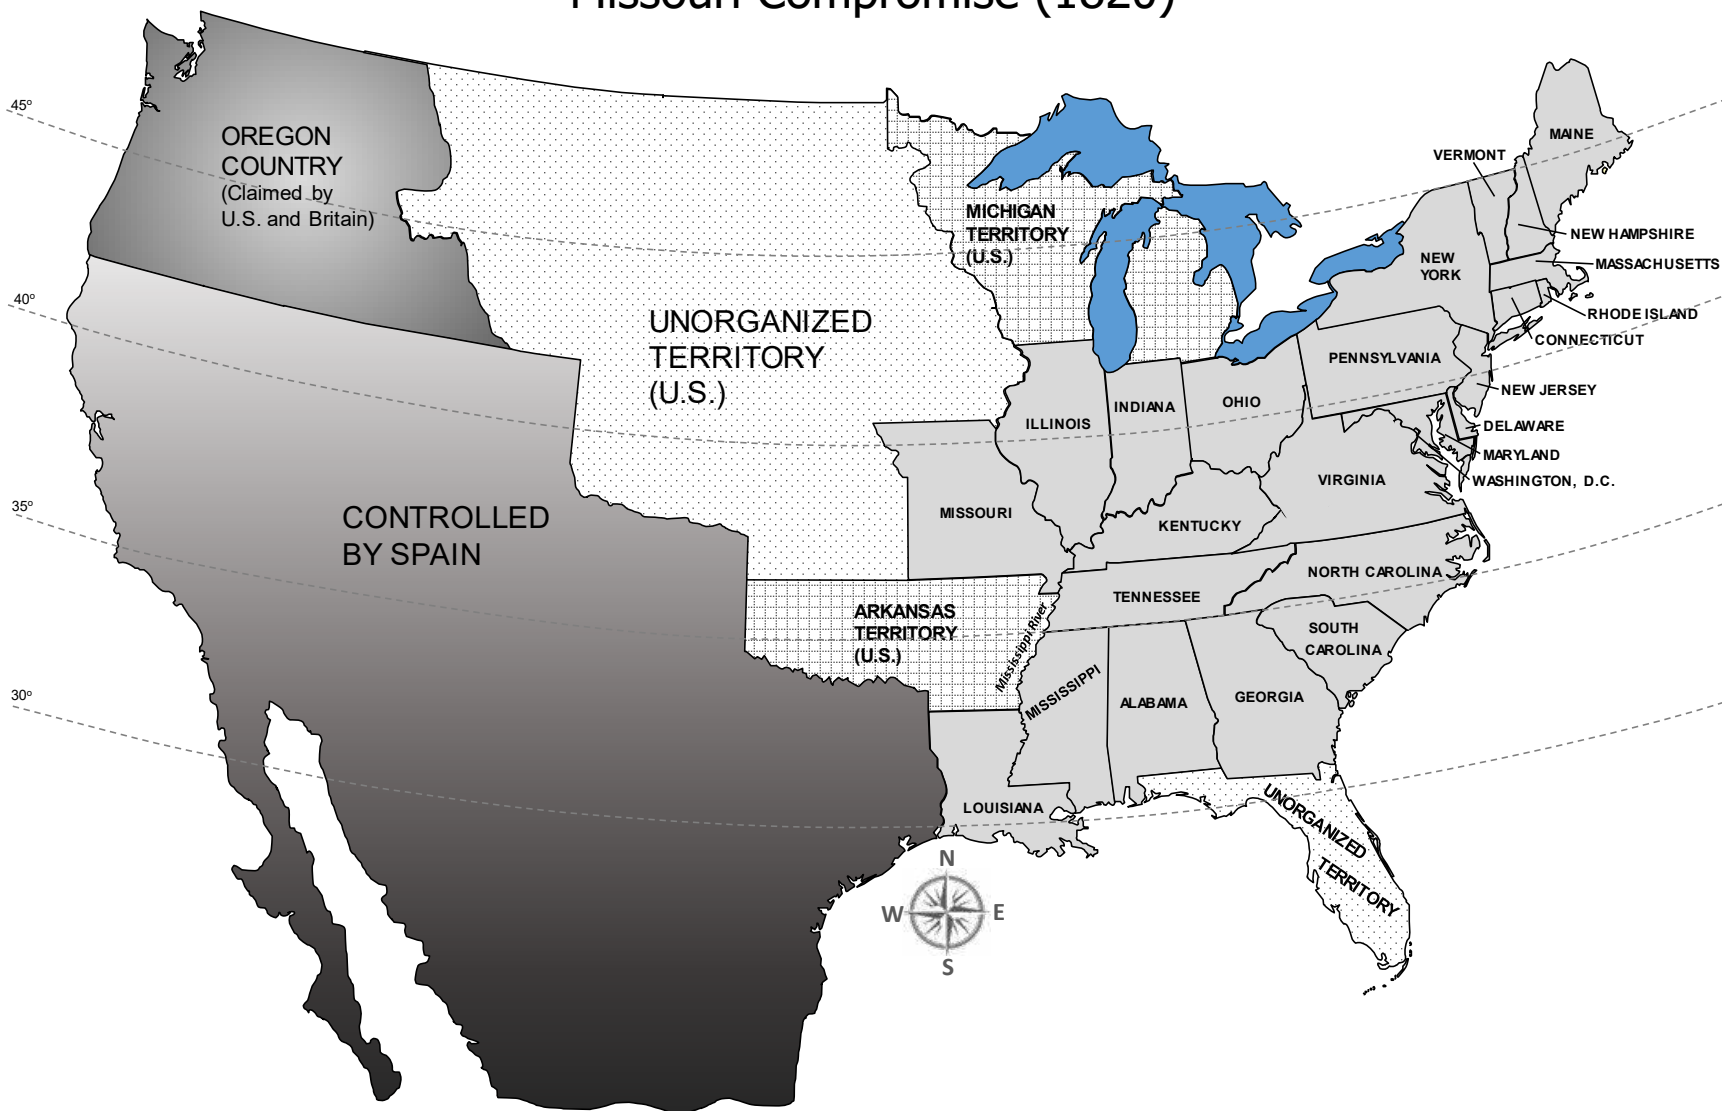 Missouri Compromise (1820)
45°
40°
35°
30°
OREGON
COUNTRY
(Claimed by
U.S. and Britain)
UNORGANIZED
TERRITORY
(U.S.)
CONTROLLED
BY SPAIN
MICHIGAN
TERRITORY
(U.S.)
ARKANSAS
TERRITORY
(U.S.)
Mississippi River
MISSOURI
ILLINOIS
INDIANA
OHIO
KENTUCKY
TENNESSEE
MISSISSIPPI
ALABAMA
GEORGIA
LOUISIANA
UNORGANIZED
TERRITORY
SOUTH
CAROLINA
NORTH CAROLINA
VIRGINIA
PENNSYLVANIA
NEW
YORK
VERMONT
MAINE
NEW HAMPSHIRE
MASSACHUSETTS
RHODE ISLAND
CONNECTICUT
NEW JERSEY
DELAWARE
MARYLAND
WASHINGTON, D.C.
N
W
E
S